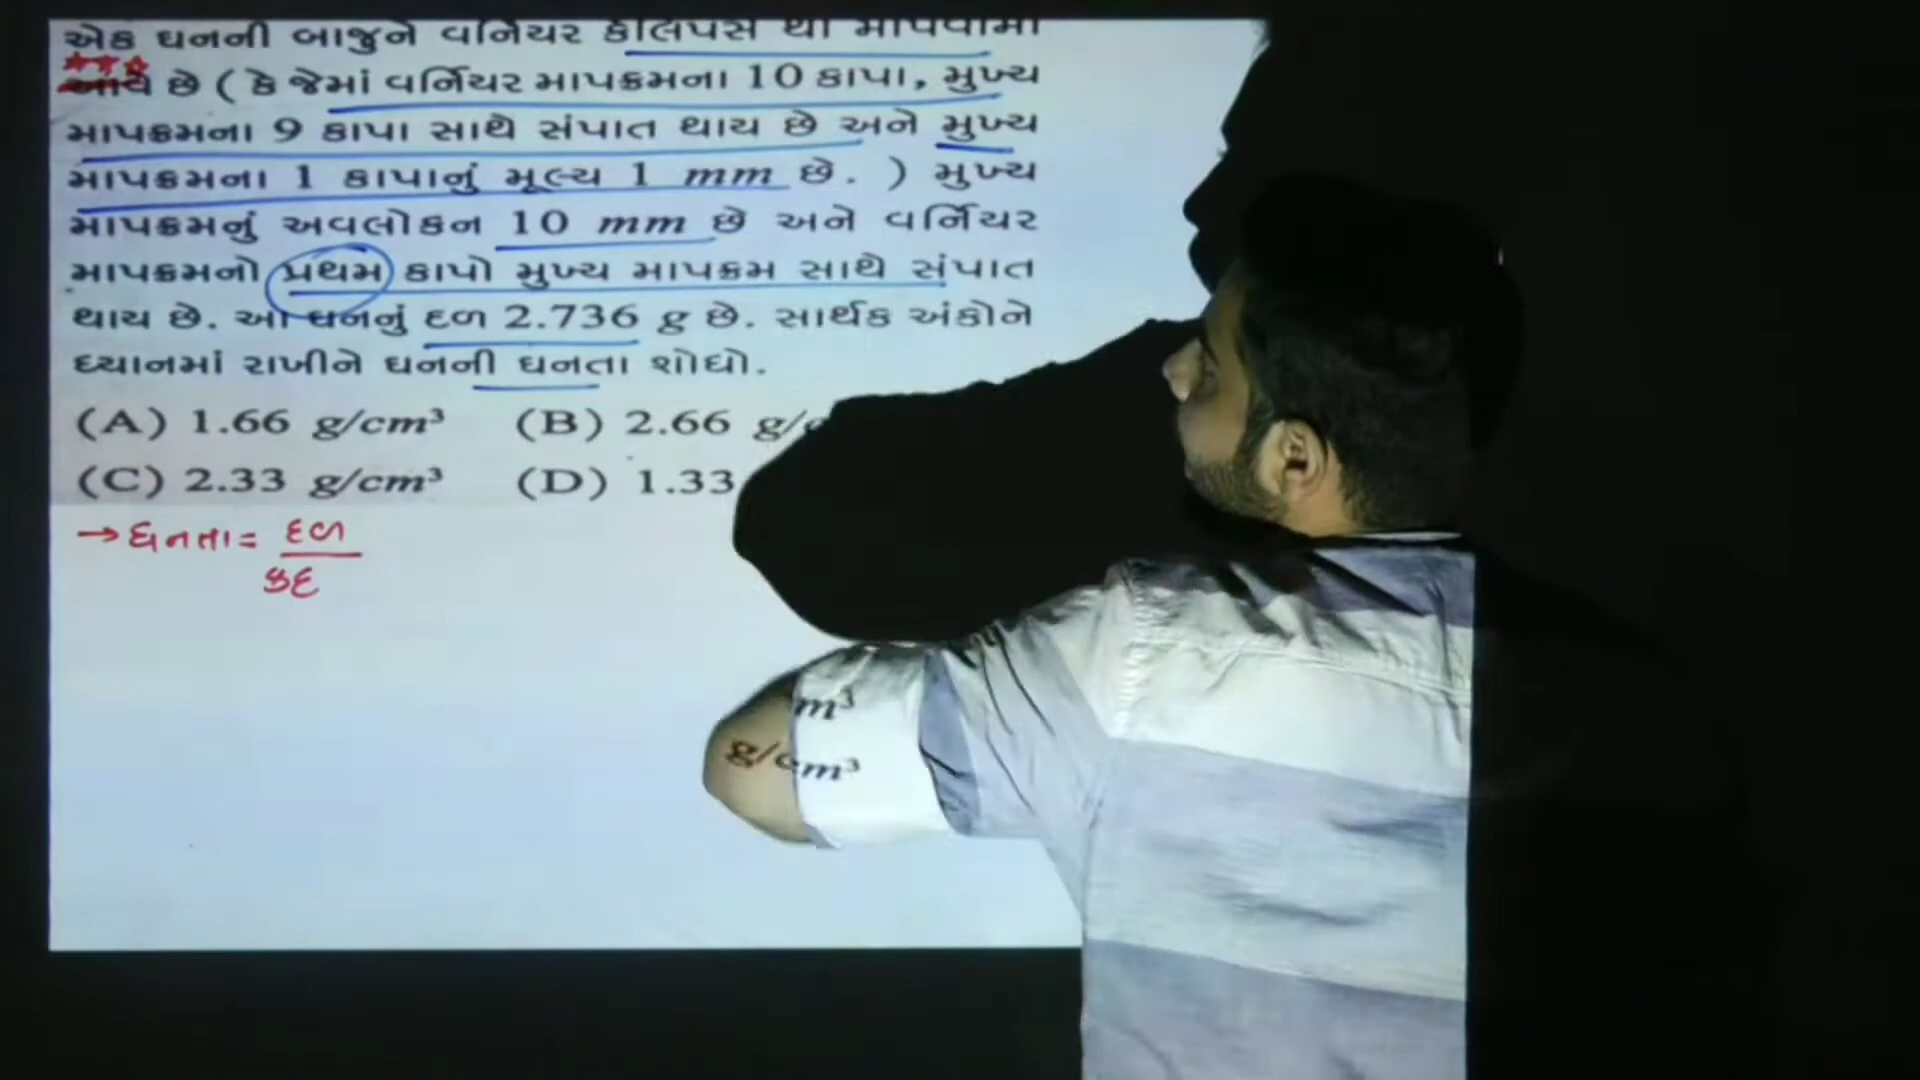 એક ઘનની બાજુને વર્નિયર કેલિપર્સ થી માપવામાં
આવે છે ( કે જેમાં વર્નિયર માપક્રમના 10 કાપા, મુખ્ય
માપક્રમના 9 કાપા સાથે સંપાત થાય છે અને મુખ્ય
માપક્રમના 1 કાપાનું મૂલ્ય 1 mm છે. ) મુખ્ય
માપક્રમનું અવલોકન 10 mm છે અને વર્નિયર
માપક્રમનો પ્રથમ કાપો મુખ્ય માપક્રમ સાથે સંપાત
થાય છે. આ ઘનનું દળ 2.736 g છે. સાર્થક અંકોને
ધ્યાનમાં રાખીને ઘનની ઘનતા શોધો.
(A) 1.66 g/cm³ (B) 2.66 g/c
(C) 2.33 g/cm³ (D) 1.33
→ ઘનતા = દળ
કદ
m³
g/cm³